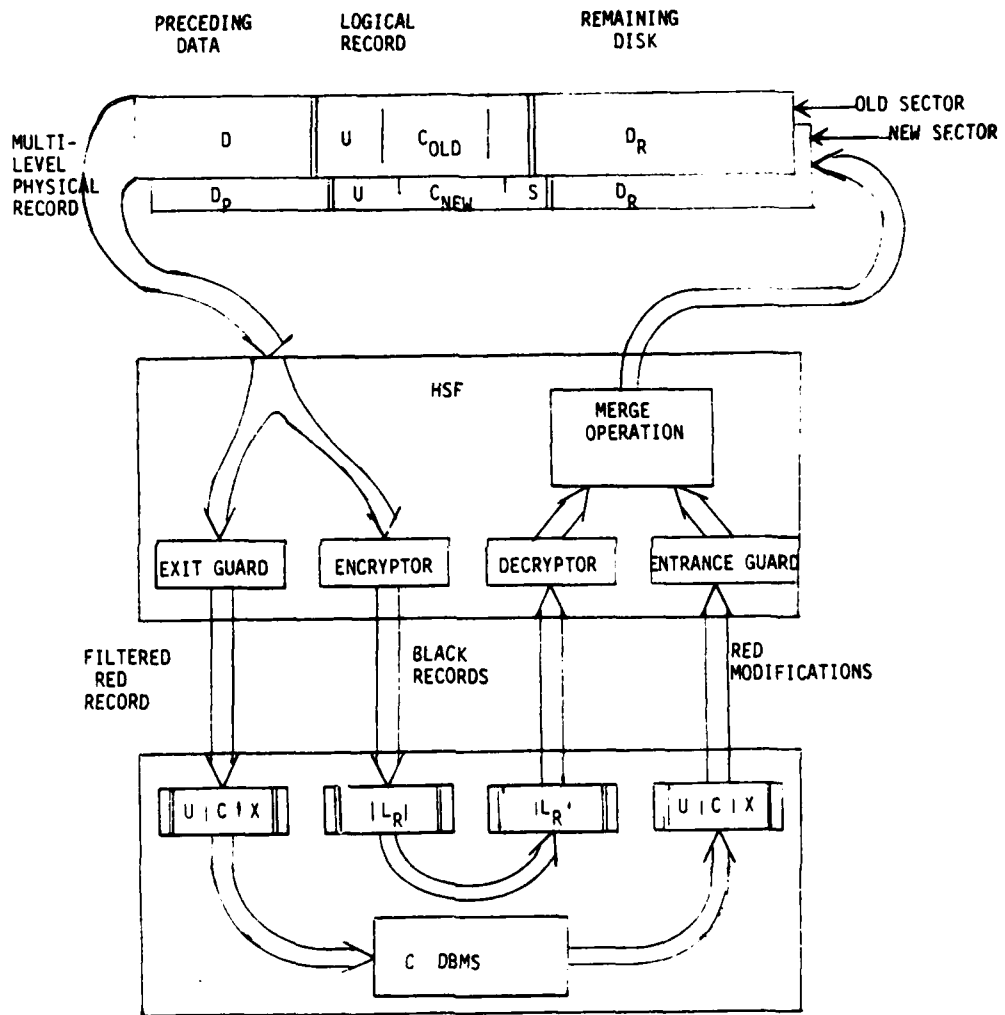 PRECEDING
DATA
LOGICAL
RECORD
REMAINING
DISK
OLD SECTOR
NEW SECTOR
MULTI-
LEVEL
PHYSICAL
RECORD
D U C_OLD D_R
D_P U C_NEW S D_R
HSF
MERGE
OPERATION
EXIT GUARD
ENCRYPTOR
DECRYPTOR
ENTRANCE GUARD
FILTERED
RED
RECORD
BLACK
RECORDS
RED
MODIFICATIONS
U | C | X
|L_R|
|L_R'
U | C | X
C DBMS